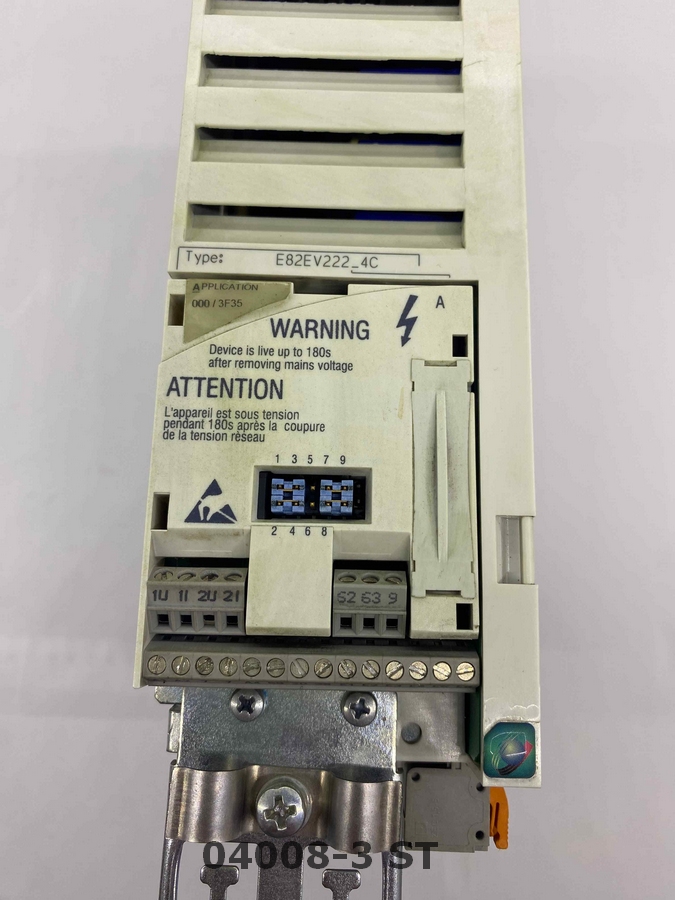 Type: E82EV222_4C
APPLICATION
000 / 3F35
A
WARNING
Device is live up to 180s
after removing mains voltage
ATTENTION
L'appareil est sous tension
pendant 180s après la coupure
de la tension réseau
1 3 5 7 9
2 4 6 8
1U 1I 2U 2I 62 63 9
04008-3 ST